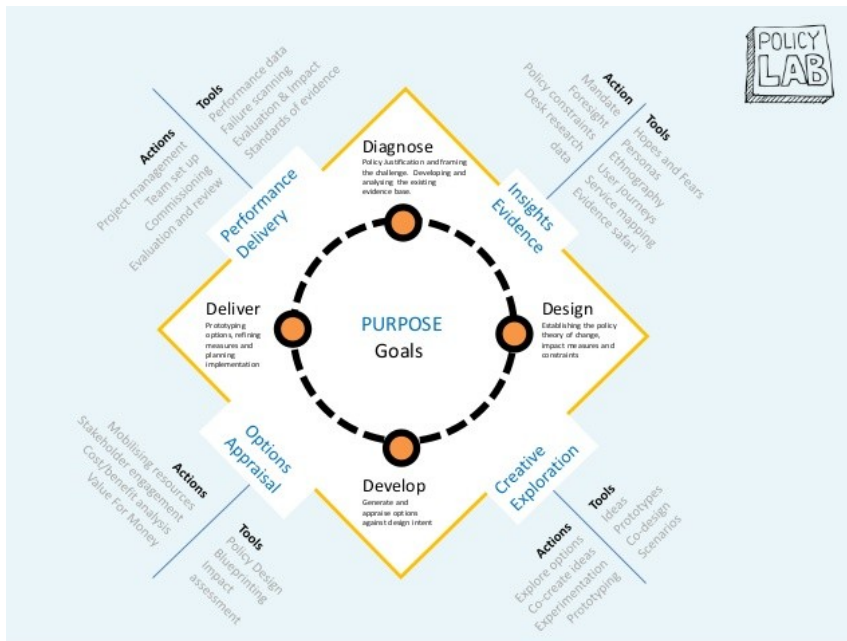 POLICY
LAB
Actions
Project management
Team set up
Commissioning
Evaluation and review
Tools
Performance data
Failure scanning
Evaluation & Impact
Standards of evidence
Performance
Delivery
Action
Mandate
Foresight
Policy constraints
Desk research
data
Tools
Hopes and Fears
Personas
Ethnography
User journeys
Service mapping
Evidence safari
Insights
Evidence
Diagnose
Policy Justification and framing
the challenge. Developing and
analysing the existing
evidence base.
Deliver
Prototyping
options, refining
measures and
planning
implementation
PURPOSE
Goals
Design
Establishing the policy
theory of change,
impact measures and
constraints
Develop
Generate and
appraise options
against design intent
Options
Appraisal
Actions
Mobilising resources
Stakeholder engagement
Cost/benefit analysis
Value For Money
Tools
Policy Design
Blueprinting
Impact
assessment
Creative
Exploration
Actions
Explore options
Co-create ideas
Experimentation
Prototyping
Tools
Ideas
Prototypes
Co-design
Scenarios